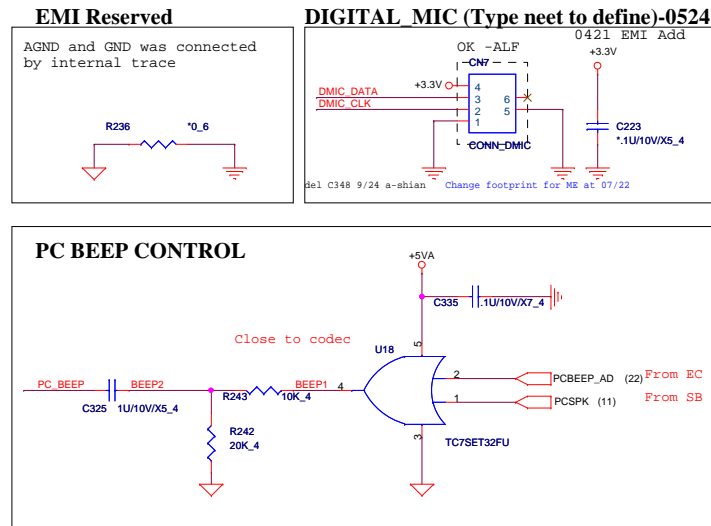 EMI Reserved
AGND and GND was connected
by internal trace
R236
*0_6
DIGITAL_MIC (Type neet to define)-0524
0421 EMI Add
OK -ALF
CN7
+3.3V
+3.3V
DMIC_DATA
DMIC_CLK
4
3
2
1
6
5
CONN_DMIC
C223
*.1U/10V/X5_4
del C348 9/24 a-shian
Change footprint for ME at 07/22
PC BEEP CONTROL
+5VA
C335
.1U/10V/X7_4
Close to codec
U18
5
PC_BEEP
BEEP2
BEEP1
4
2
1
3
PCBEEP_AD (22)
From EC
PCSPK (11)
From SB
C325
1U/10V/X5_4
R243
10K_4
R242
20K_4
TC7SET32FU